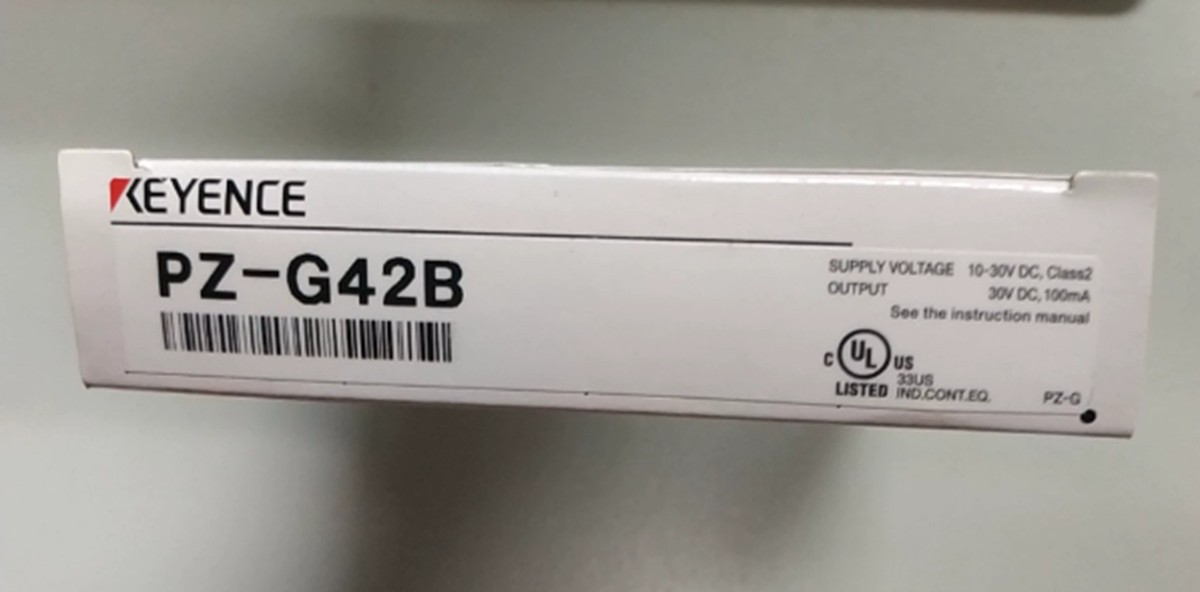 KEYENCE
PZ-G42B
SUPPLY VOLTAGE 10-30V DC, Class2
OUTPUT 30V DC, 100mA
See the instruction manual
C UL US
LISTED 33US IND.CONT.EQ.
PZ-G